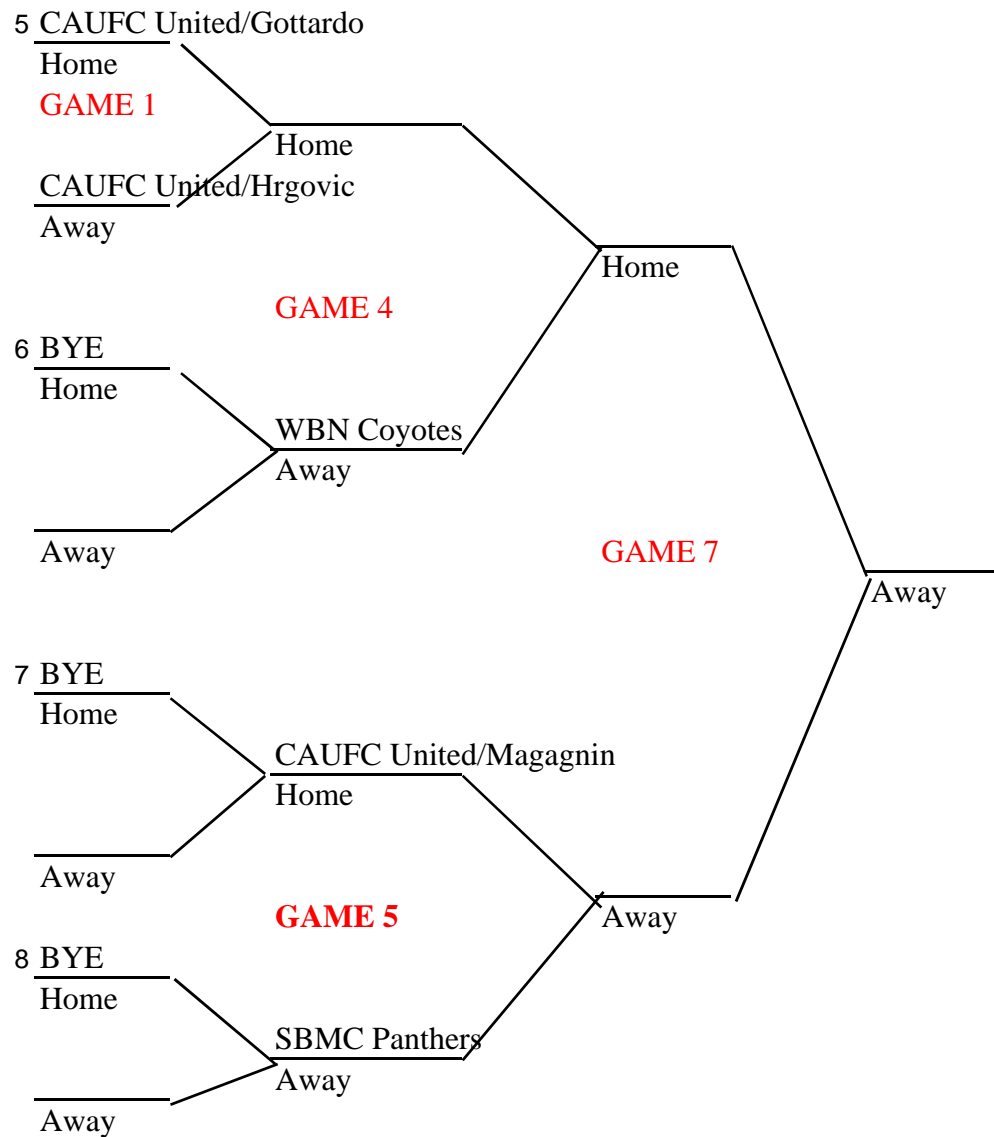 5 CAUFC United/Gottardo
Home
GAME 1
Home
CAUFC United/Hrgovic
Away
Home
GAME 4
6 BYE
Home
WBN Coyotes
Away
Away
GAME 7
Away
7 BYE
Home
CAUFC United/Magagnin
Home
Away
GAME 5
Away
8 BYE
Home
SBMC Panthers
Away
Away